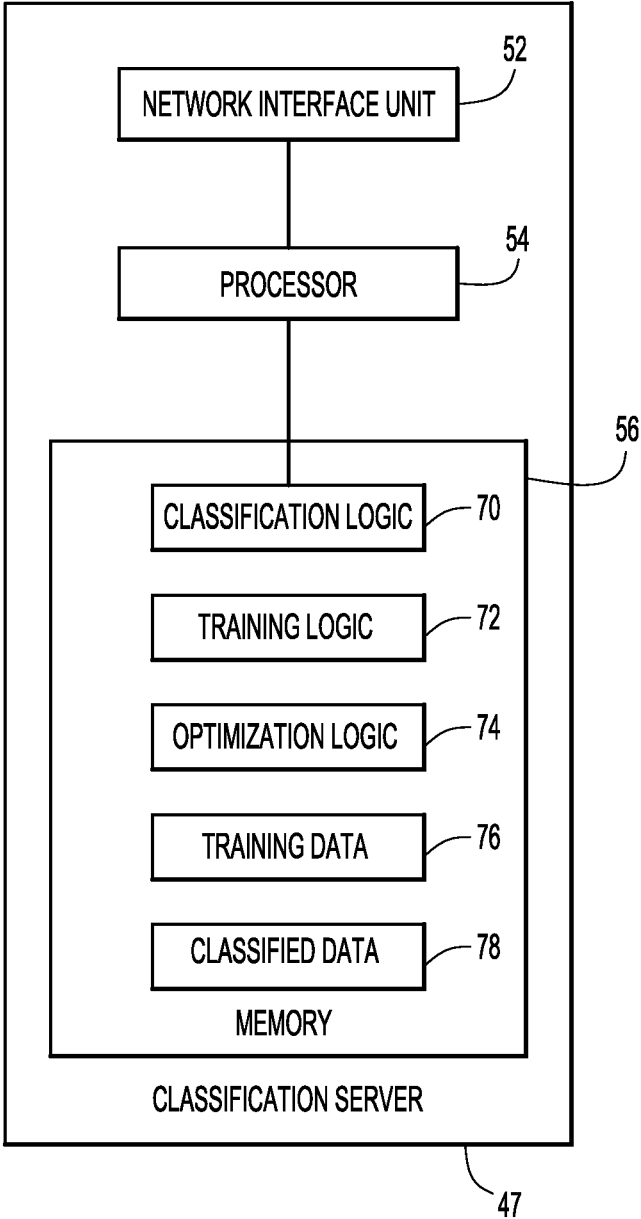 52
NETWORK INTERFACE UNIT
54
PROCESSOR
56
CLASSIFICATION LOGIC
70
TRAINING LOGIC
72
OPTIMIZATION LOGIC
74
TRAINING DATA
76
CLASSIFIED DATA
78
MEMORY
CLASSIFICATION SERVER
47